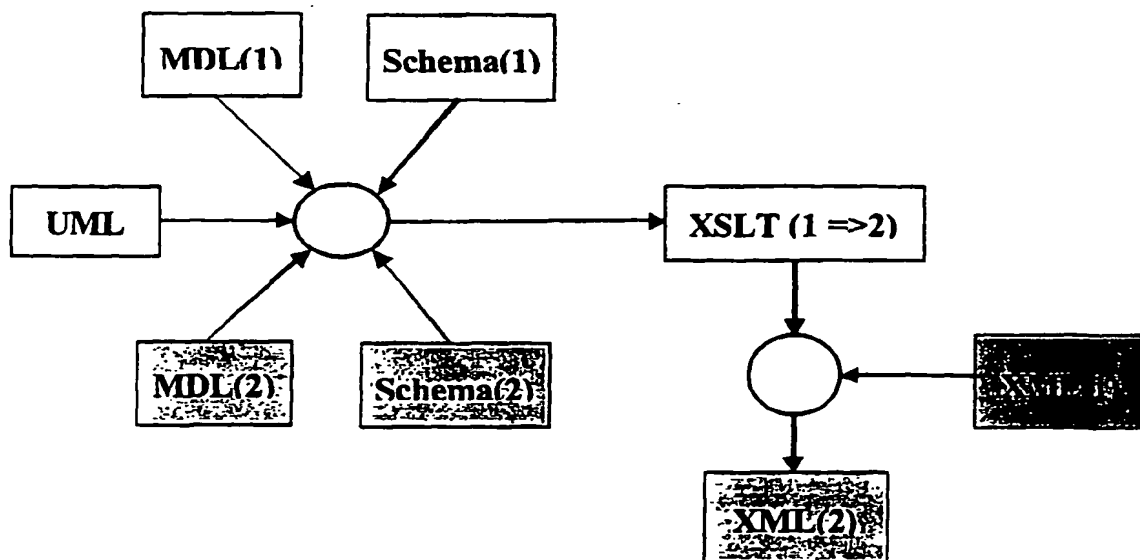 MDL(1)
Schema(1)
UML
XSLT (1 =>2)
MDL(2)
Schema(2)
XML(2)